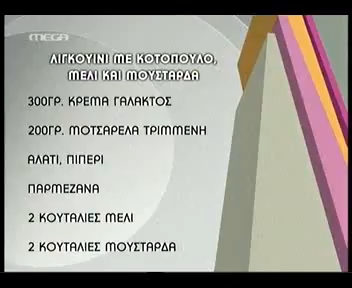 MEGA
ΛΙΓΚΟΥΙΝΙ ΜΕ ΚΟΤΟΠΟΥΛΟ,
ΜΕΛΙ ΚΑΙ ΜΟΥΣΤΑΡΔΑ
300ΓΡ. ΚΡΕΜΑ ΓΑΛΑΚΤΟΣ
200ΓΡ. ΜΟΤΣΑΡΕΛΑ ΤΡΙΜΜΕΝΗ
ΑΛΑΤΙ, ΠΙΠΕΡΙ
ΠΑΡΜΕΖΑΝΑ
2 ΚΟΥΤΑΛΙΕΣ ΜΕΛΙ
2 ΚΟΥΤΑΛΙΕΣ ΜΟΥΣΤΑΡΔΑ